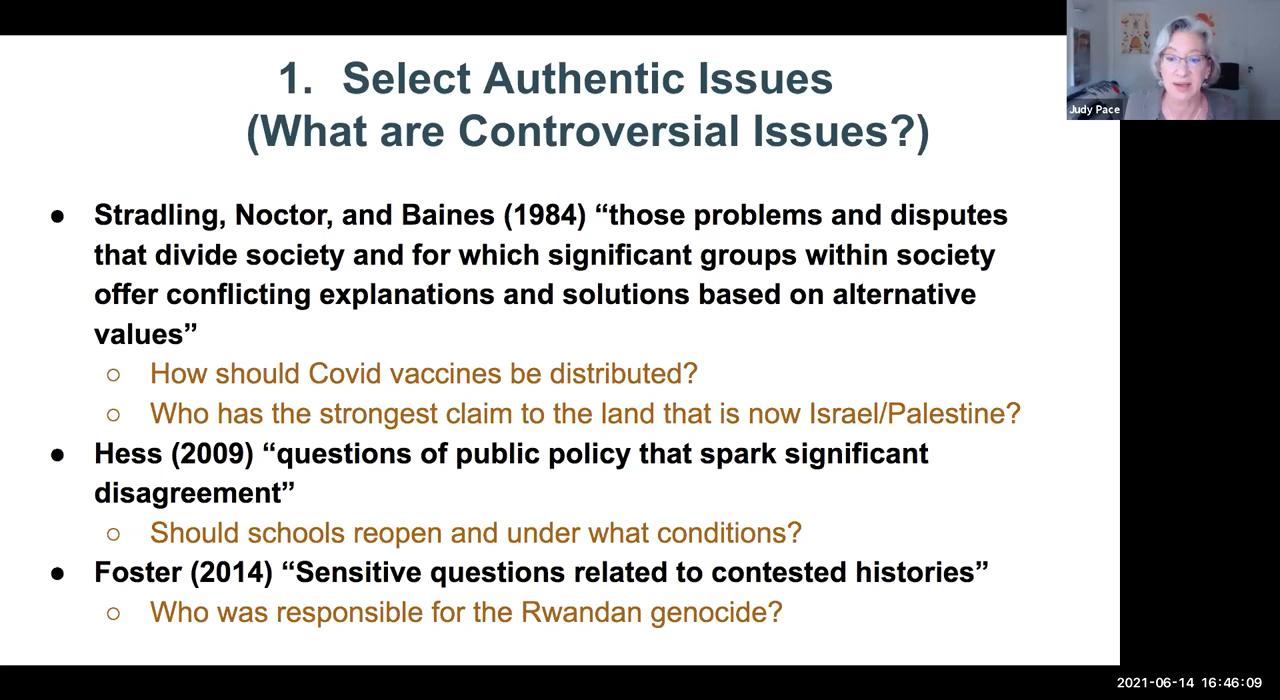 1. Select Authentic Issues
(What are Controversial Issues?)
Judy Pace
● Stradling, Noctor, and Baines (1984) “those problems and disputes
that divide society and for which significant groups within society
offer conflicting explanations and solutions based on alternative
values”
○ How should Covid vaccines be distributed?
○ Who has the strongest claim to the land that is now Israel/Palestine?
● Hess (2009) “questions of public policy that spark significant
disagreement”
○ Should schools reopen and under what conditions?
● Foster (2014) “Sensitive questions related to contested histories”
○ Who was responsible for the Rwandan genocide?
2021-06-14 16:46:09